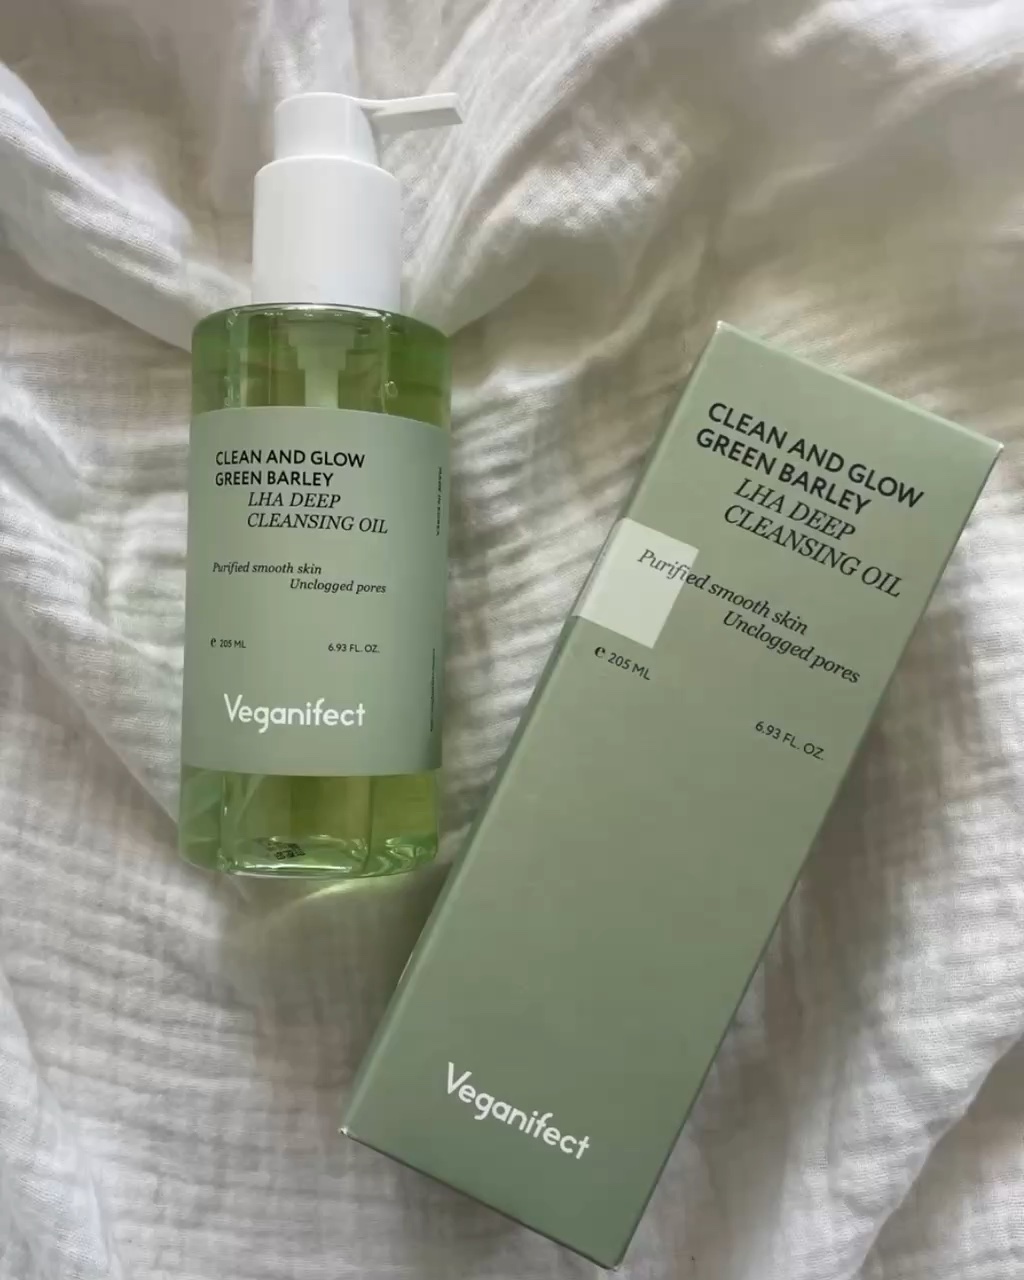 CLEAN AND GLOW
GREEN BARLEY
LHA DEEP
CLEANSING OIL
Purified smooth skin
Unclogged pores
e 205 ML
6.93 FL. OZ.
Veganifect
CLEAN AND GLOW
GREEN BARLEY
LHA DEEP
CLEANSING OIL
Purified smooth skin
Unclogged pores
e 205 ML
6.93 FL. OZ.
Veganifect